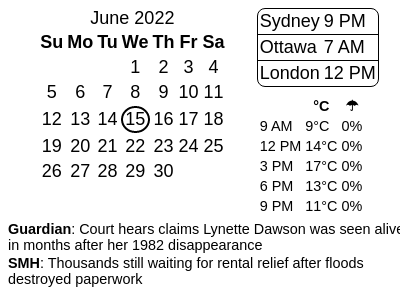 June 2022
Su Mo Tu We Th Fr Sa
1 2 3 4
5 6 7 8 9 10 11
12 13 14 15 16 17 18
19 20 21 22 23 24 25
26 27 28 29 30
Sydney 9 PM
Ottawa 7 AM
London 12 PM
°C ☂
9 AM 9°C 0%
12 PM 14°C 0%
3 PM 17°C 0%
6 PM 13°C 0%
9 PM 11°C 0%
Guardian: Court hears claims Lynette Dawson was seen alive
in months after her 1982 disappearance
SMH: Thousands still waiting for rental relief after floods
destroyed paperwork